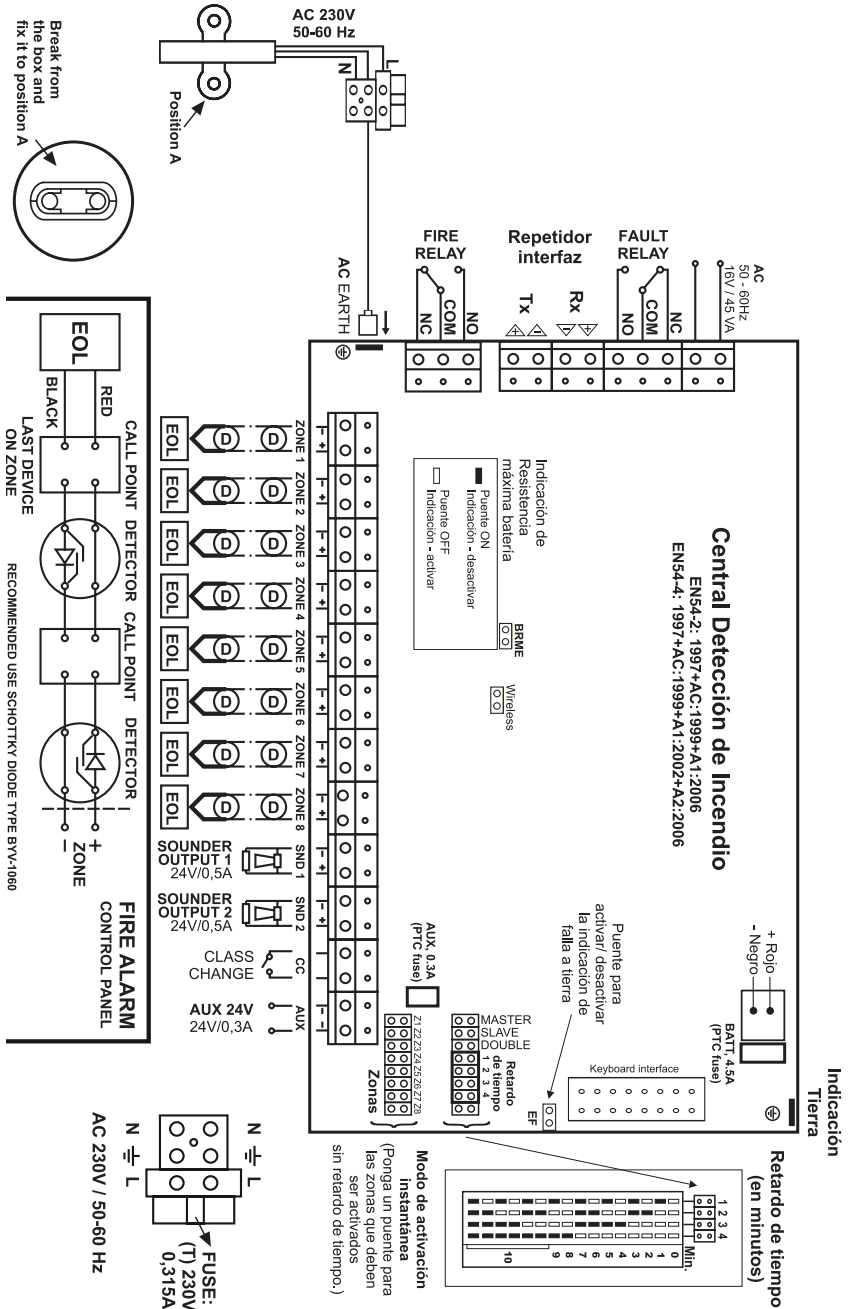 Break from
the box and
fix it to position A
Position A
AC 230V
50-60 Hz
N
L
AC EARTH
FIRE
RELAY
NC
COM
NO
Repetidor
interfaz
Tx
Rx
+
-
-
+
FAULT
RELAY
NO
COM
NC
AC
50 - 60Hz
16V / 45 VA
Central Detección de Incendio
EN54-2: 1997+AC:1999+A1:2006
EN54-4: 1997+AC:1999+A1:2002+A2:2006
Indicación de
Resistencia
máxima batería
Puente ON
Indicación - desactivar
Puente OFF
Indicación - activar
BRME
Wireless
ZONE 1
- +
D
D
EOL
ZONE 2
- +
D
D
EOL
ZONE 3
- +
D
D
EOL
ZONE 4
- +
D
D
EOL
ZONE 5
- +
D
D
EOL
ZONE 6
- +
D
D
EOL
ZONE 7
- +
D
D
EOL
ZONE 8
- +
D
D
EOL
SND 1
- +
SOUNDER
OUTPUT 1
24V/0,5A
SND 2
- +
SOUNDER
OUTPUT 2
24V/0,5A
CC
CLASS
CHANGE
AUX
+ -
AUX 24V
24V/0,3A
EOL
RED
BLACK
CALL POINT
DETECTOR
CALL POINT
DETECTOR
LAST DEVICE
ON ZONE
+
-
ZONE
FIRE ALARM
CONTROL PANEL
RECOMMENDED USE SCHOTTKY DIODE TYPE BYV-1060
AUX, 0.3A
(PTC fuse)
Z1 Z2 Z3 Z4 Z5 Z6 Z7 Z8
Zonas
MASTER
SLAVE
DOUBLE
1 2 3 4
Retardo
de tiempo
Puente para
activar/ desactivar
la indicación de
falla a tierra
EF
Keyboard interface
+ Rojo
- Negro
BATT, 4.5A
(PTC fuse)
Indicación
Tierra
Retardo de tiempo
(en minutos)
1 2 3 4
Min.
0
1
2
3
4
5
6
7
8
9
10
Modo de activación
instantánea
(Ponga un puente para
las zonas que deben
ser activados
sin retardo de tiempo.)
N L
N L
AC 230V / 50-60 Hz
FUSE:
(T) 230V
0,315A